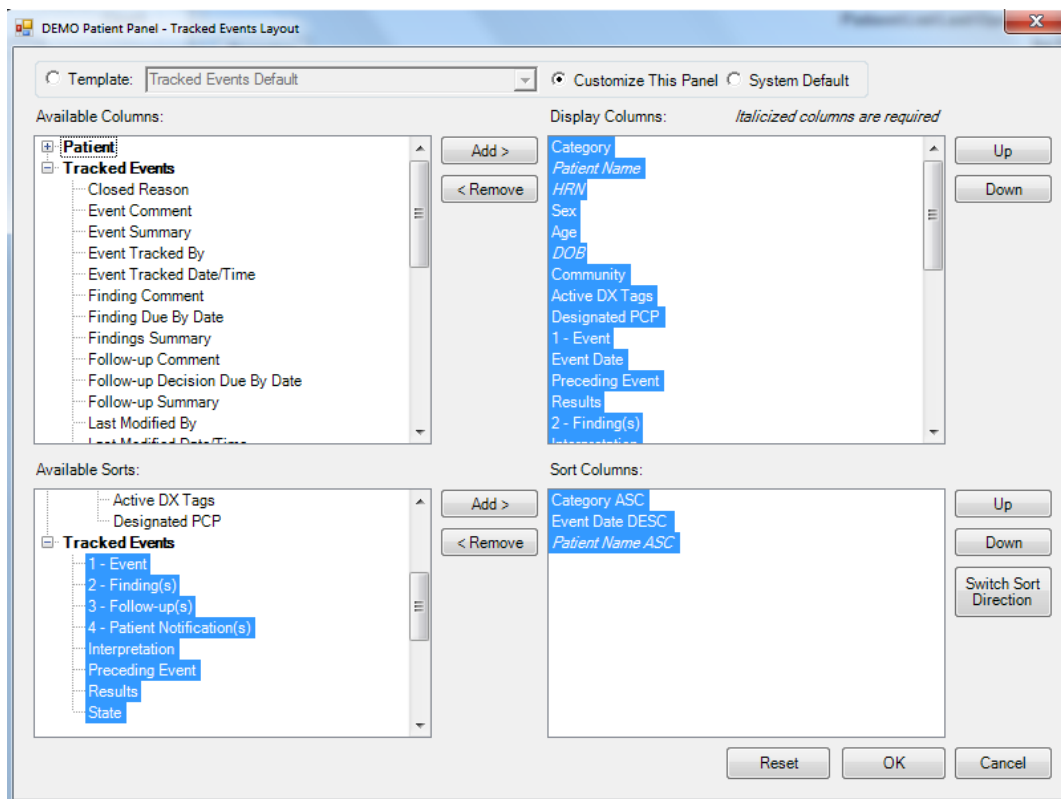 DEMO Patient Panel - Tracked Events Layout
Template:
Tracked Events Default
Customize This Panel
System Default
Available Columns:
Patient
Tracked Events
Closed Reason
Event Comment
Event Summary
Event Tracked By
Event Tracked Date/Time
Finding Comment
Finding Due By Date
Findings Summary
Follow-up Comment
Follow-up Decision Due By Date
Follow-up Summary
Last Modified By
Last Modified Date/Time
Add >
< Remove
Display Columns:
Italicized columns are required
Category
Patient Name
HRN
Sex
Age
DOB
Community
Active DX Tags
Designated PCP
1 - Event
Event Date
Preceding Event
Results
2 - Finding(s)
Interpretation
Up
Down
Available Sorts:
Active DX Tags
Designated PCP
Tracked Events
1 - Event
2 - Finding(s)
3 - Follow-up(s)
4 - Patient Notification(s)
Interpretation
Preceding Event
Results
State
Add >
< Remove
Sort Columns:
Category ASC
Event Date DESC
Patient Name ASC
Up
Down
Switch Sort
Direction
Reset
OK
Cancel